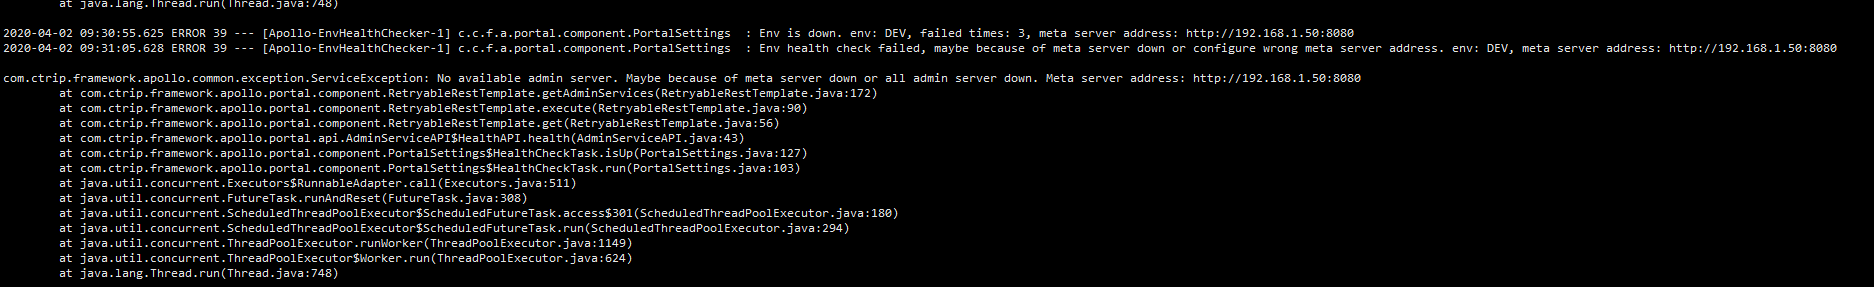 at java.lang.Thread.run(Thread.java:748)
2020-04-02 09:30:55.625 ERROR 39 --- [Apollo-EnvHealthChecker-1] c.c.f.a.portal.component.PortalSettings  : Env is down. env: DEV, failed times: 3, meta server address: http://192.168.1.50:8080
2020-04-02 09:31:05.628 ERROR 39 --- [Apollo-EnvHealthChecker-1] c.c.f.a.portal.component.PortalSettings  : Env health check failed, maybe because of meta server down or configure wrong meta server address. env: DEV, meta server address: http://192.168.1.50:8080
com.ctrip.framework.apollo.common.exception.ServiceException: No available admin server. Maybe because of meta server down or all admin server down. Meta server address: http://192.168.1.50:8080
at com.ctrip.framework.apollo.portal.component.RetryableRestTemplate.getAdminServices(RetryableRestTemplate.java:172)
at com.ctrip.framework.apollo.portal.component.RetryableRestTemplate.execute(RetryableRestTemplate.java:90)
at com.ctrip.framework.apollo.portal.component.RetryableRestTemplate.get(RetryableRestTemplate.java:56)
at com.ctrip.framework.apollo.portal.api.AdminServiceAPI$HealthAPI.health(AdminServiceAPI.java:43)
at com.ctrip.framework.apollo.portal.component.PortalSettings$HealthCheckTask.isUp(PortalSettings.java:127)
at com.ctrip.framework.apollo.portal.component.PortalSettings$HealthCheckTask.run(PortalSettings.java:103)
at java.util.concurrent.Executors$RunnableAdapter.call(Executors.java:511)
at java.util.concurrent.FutureTask.runAndReset(FutureTask.java:308)
at java.util.concurrent.ScheduledThreadPoolExecutor$ScheduledFutureTask.access$301(ScheduledThreadPoolExecutor.java:180)
at java.util.concurrent.ScheduledThreadPoolExecutor$ScheduledFutureTask.run(ScheduledThreadPoolExecutor.java:294)
at java.util.concurrent.ThreadPoolExecutor.runWorker(ThreadPoolExecutor.java:1149)
at java.util.concurrent.ThreadPoolExecutor$Worker.run(ThreadPoolExecutor.java:624)
at java.lang.Thread.run(Thread.java:748)